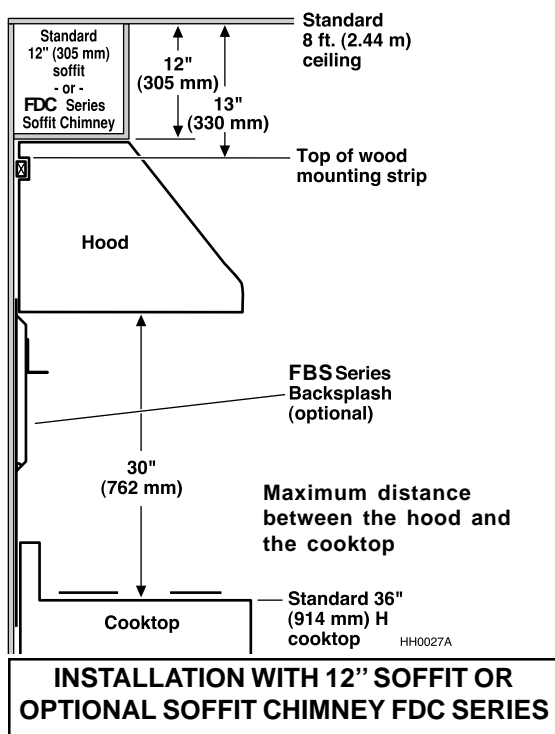 Standard
12" (305 mm)
soffit
- or -
FDC Series
Soffit Chimney
12"
(305 mm)
13"
(330 mm)
Standard
8 ft. (2.44 m)
ceiling
Top of wood
mounting strip
Hood
FBS Series
Backsplash
(optional)
30"
(762 mm)
Maximum distance
between the hood and
the cooktop
Cooktop
Standard 36"
(914 mm) H
cooktop
HH0027A
INSTALLATION WITH 12’’ SOFFIT OR
OPTIONAL SOFFIT CHIMNEY FDC SERIES